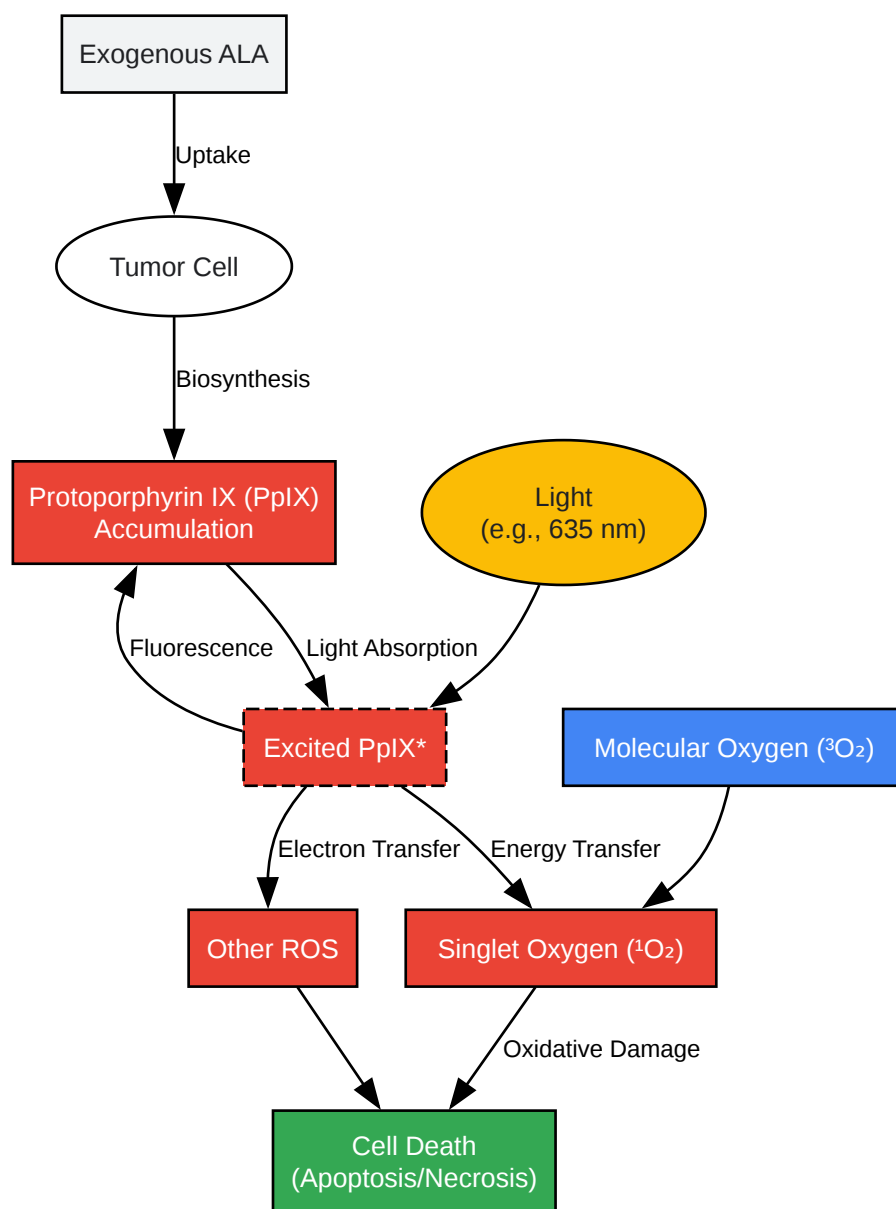 Exogenous ALA
Uptake
Tumor Cell
Biosynthesis
Protoporphyrin IX (PpIX)
Accumulation
Light
(e.g., 635 nm)
Fluorescence
Light Absorption
Excited PpIX*
Molecular Oxygen (³O₂)
Electron Transfer
Energy Transfer
Other ROS
Singlet Oxygen (¹O₂)
Oxidative Damage
Cell Death
(Apoptosis/Necrosis)